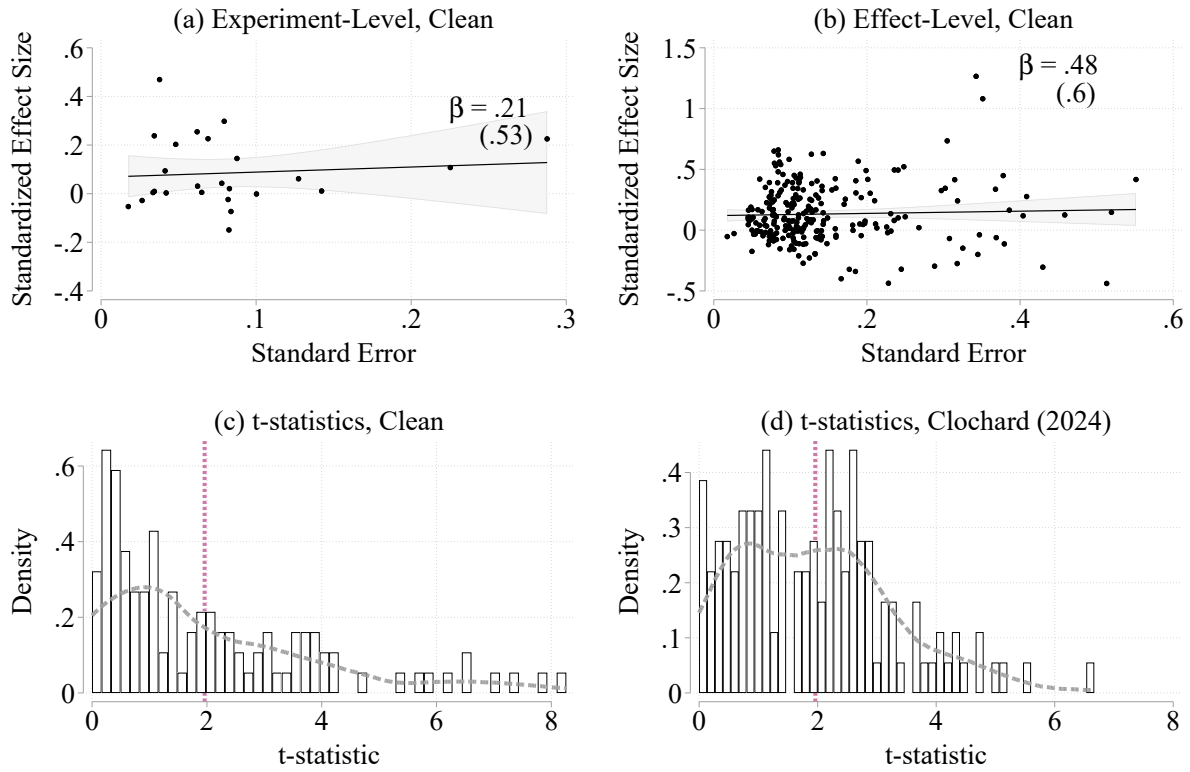 (a) Experiment-Level, Clean
Standardized Effect Size
.6
.4
.2
0
-.2
-.4
β = .21
(.53)
0 .1 .2 .3
Standard Error
(b) Effect-Level, Clean
Standardized Effect Size
1.5
1
.5
0
-.5
β = .48
(.6)
0 .2 .4 .6
Standard Error
(c) t-statistics, Clean
Density
.6
.4
.2
0
0 2 4 6 8
t-statistic
(d) t-statistics, Clochard (2024)
Density
.4
.3
.2
.1
0
0 2 4 6 8
t-statistic